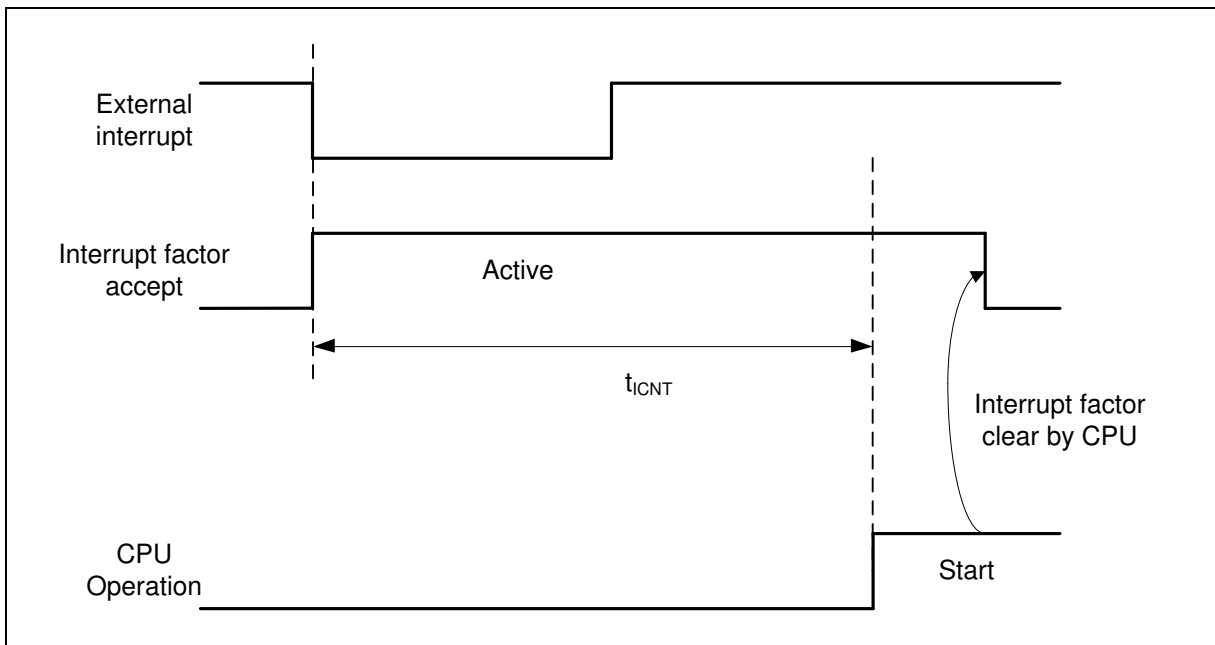 External
interrupt
Interrupt factor
accept
Active
tICNT
Interrupt factor
clear by CPU
CPU
Operation
Start